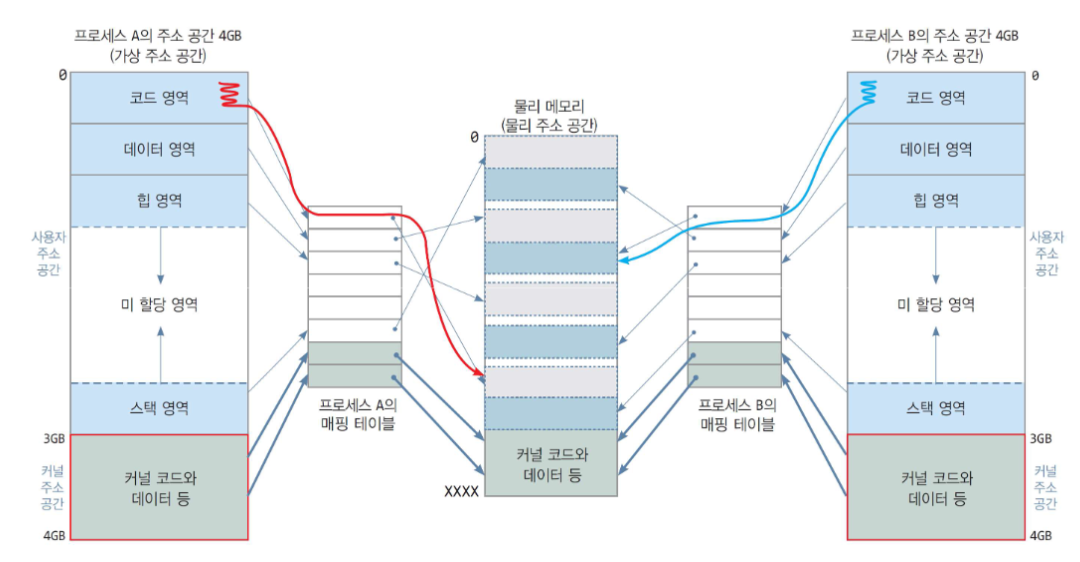 프로세스 A의 주소 공간 4GB
(가상 주소 공간)
0
코드 영역
데이터 영역
힙 영역
사용자
주소
공간
미 할당 영역
스택 영역
3GB
커널
주소
공간
커널 코드와
데이터 등
4GB
프로세스 A의
매핑 테이블
물리 메모리
(물리 주소 공간)
0
커널 코드와
데이터 등
XXXX
프로세스 B의
매핑 테이블
프로세스 B의 주소 공간 4GB
(가상 주소 공간)
0
코드 영역
데이터 영역
힙 영역
사용자
주소
공간
미 할당 영역
스택 영역
3GB
커널
주소
공간
커널 코드와
데이터 등
4GB